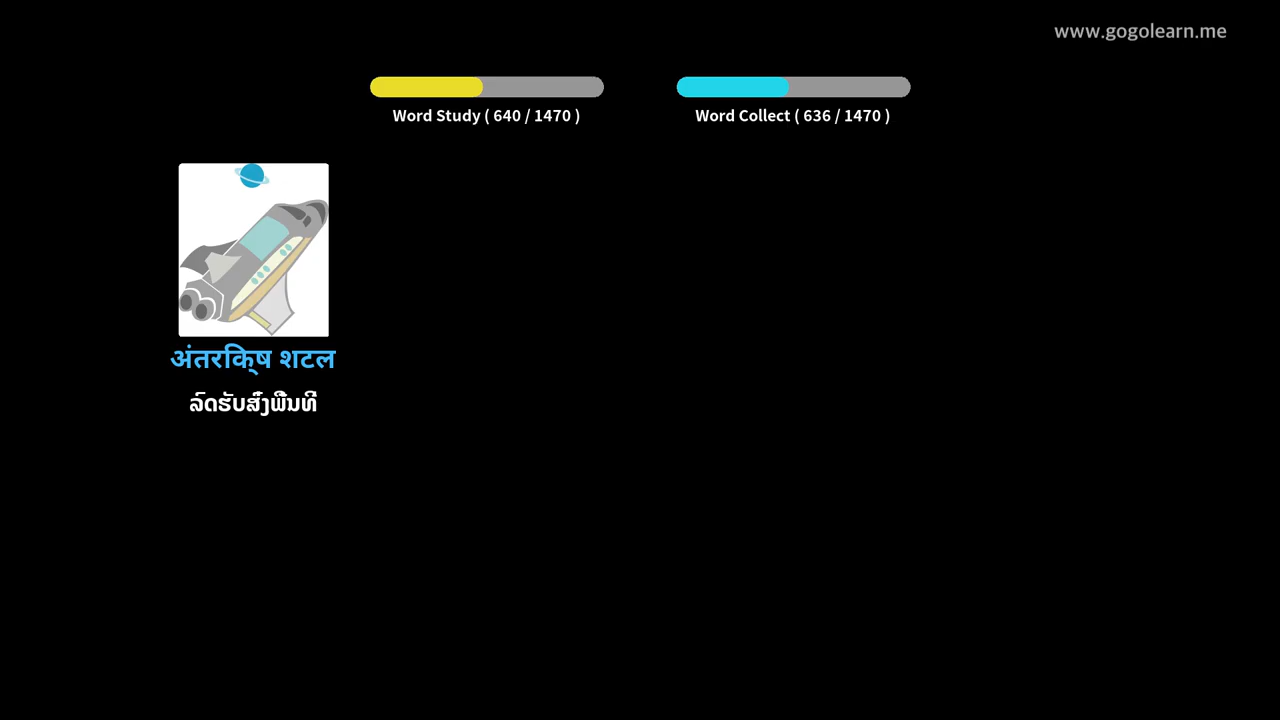 www.gogolearn.me
Word Study ( 640 / 1470 )
Word Collect ( 636 / 1470 )
अंतरक्षि शटल
ລົດຮັບສົ່ງພື້ນທີ່